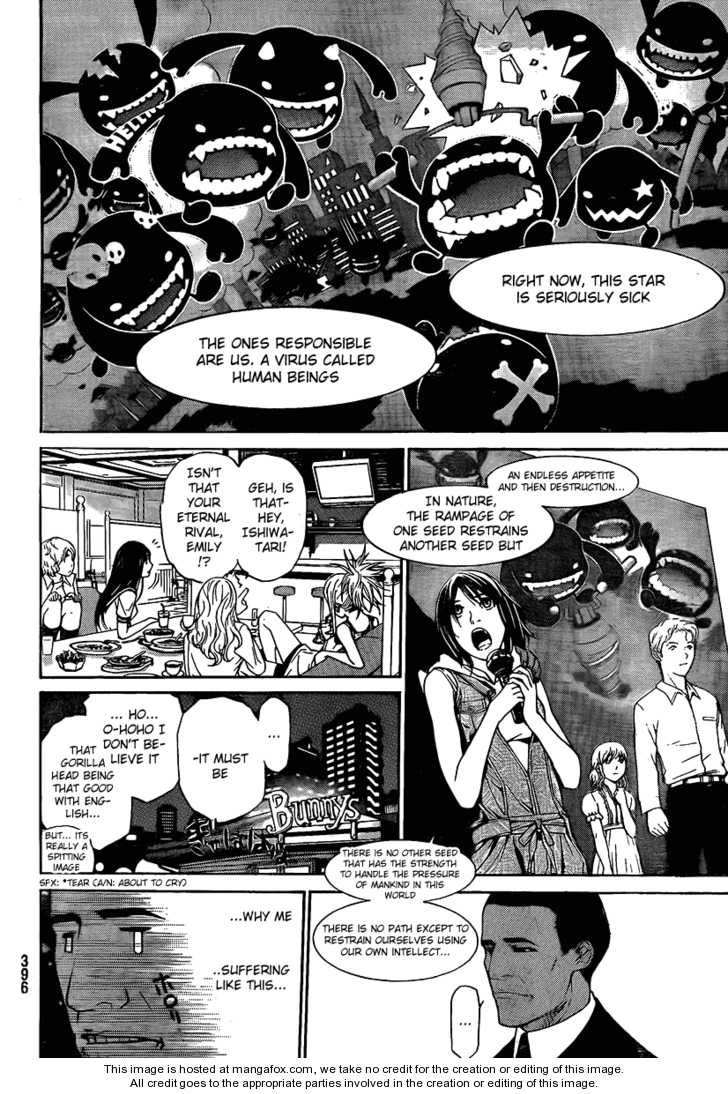 HELLN
RIGHT NOW, THIS STAR
IS SERIOUSLY SICK
THE ONES RESPONSIBLE
ARE US. A VIRUS CALLED
HUMAN BEINGS
AN ENDLESS APPETITE
AND THEN DESTRUCTION...
IN NATURE,
THE RAMPAGE OF
ONE SEED RESTRAINS
ANOTHER SEED BUT
GEH, IS
THAT-
HEY,
ISHIWA-
TARI!
ISN'T
THAT
YOUR
ETERNAL
RIVAL,
EMILY
!?
...
-IT MUST
BE
... HO...
O-HOHO I
DON'T BE-
LIEVE IT
THAT
GORILLA
HEAD BEING
THAT GOOD
WITH ENG-
LISH...
BUT... ITS
REALLY A
SPITTING
IMAGE
Bunnys
SFX: *TEAR CA/N: ABOUT TO CRY)
THERE IS NO OTHER SEED
THAT HAS THE STRENGTH
TO HANDLE THE PRESSURE
OF MANKIND IN THIS
WORLD
THERE IS NO PATH EXCEPT TO
RESTRAIN OURSELVES USING
OUR OWN INTELLECT...
...
...WHY ME
..SUFFERING
LIKE THIS...
ホロリ
396
This image is hosted at mangafox.com, we take no credit for the creation or editing of this image.
All credit goes to the appropriate parties involved in the creation or editing of this image.